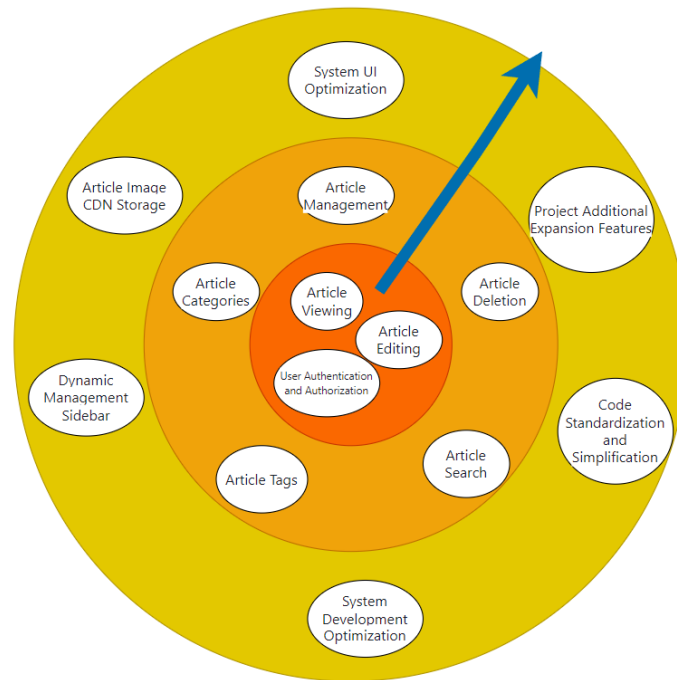 System UI
Optimization
Article Image
CDN Storage
Article
Management
Project Additional
Expansion Features
Article
Categories
Article
Viewing
Article
Deletion
Article
Editing
User Authentication
and Authorization
Dynamic
Management
Sidebar
Code
Standardization
and
Simplification
Article Tags
Article
Search
System
Development
Optimization